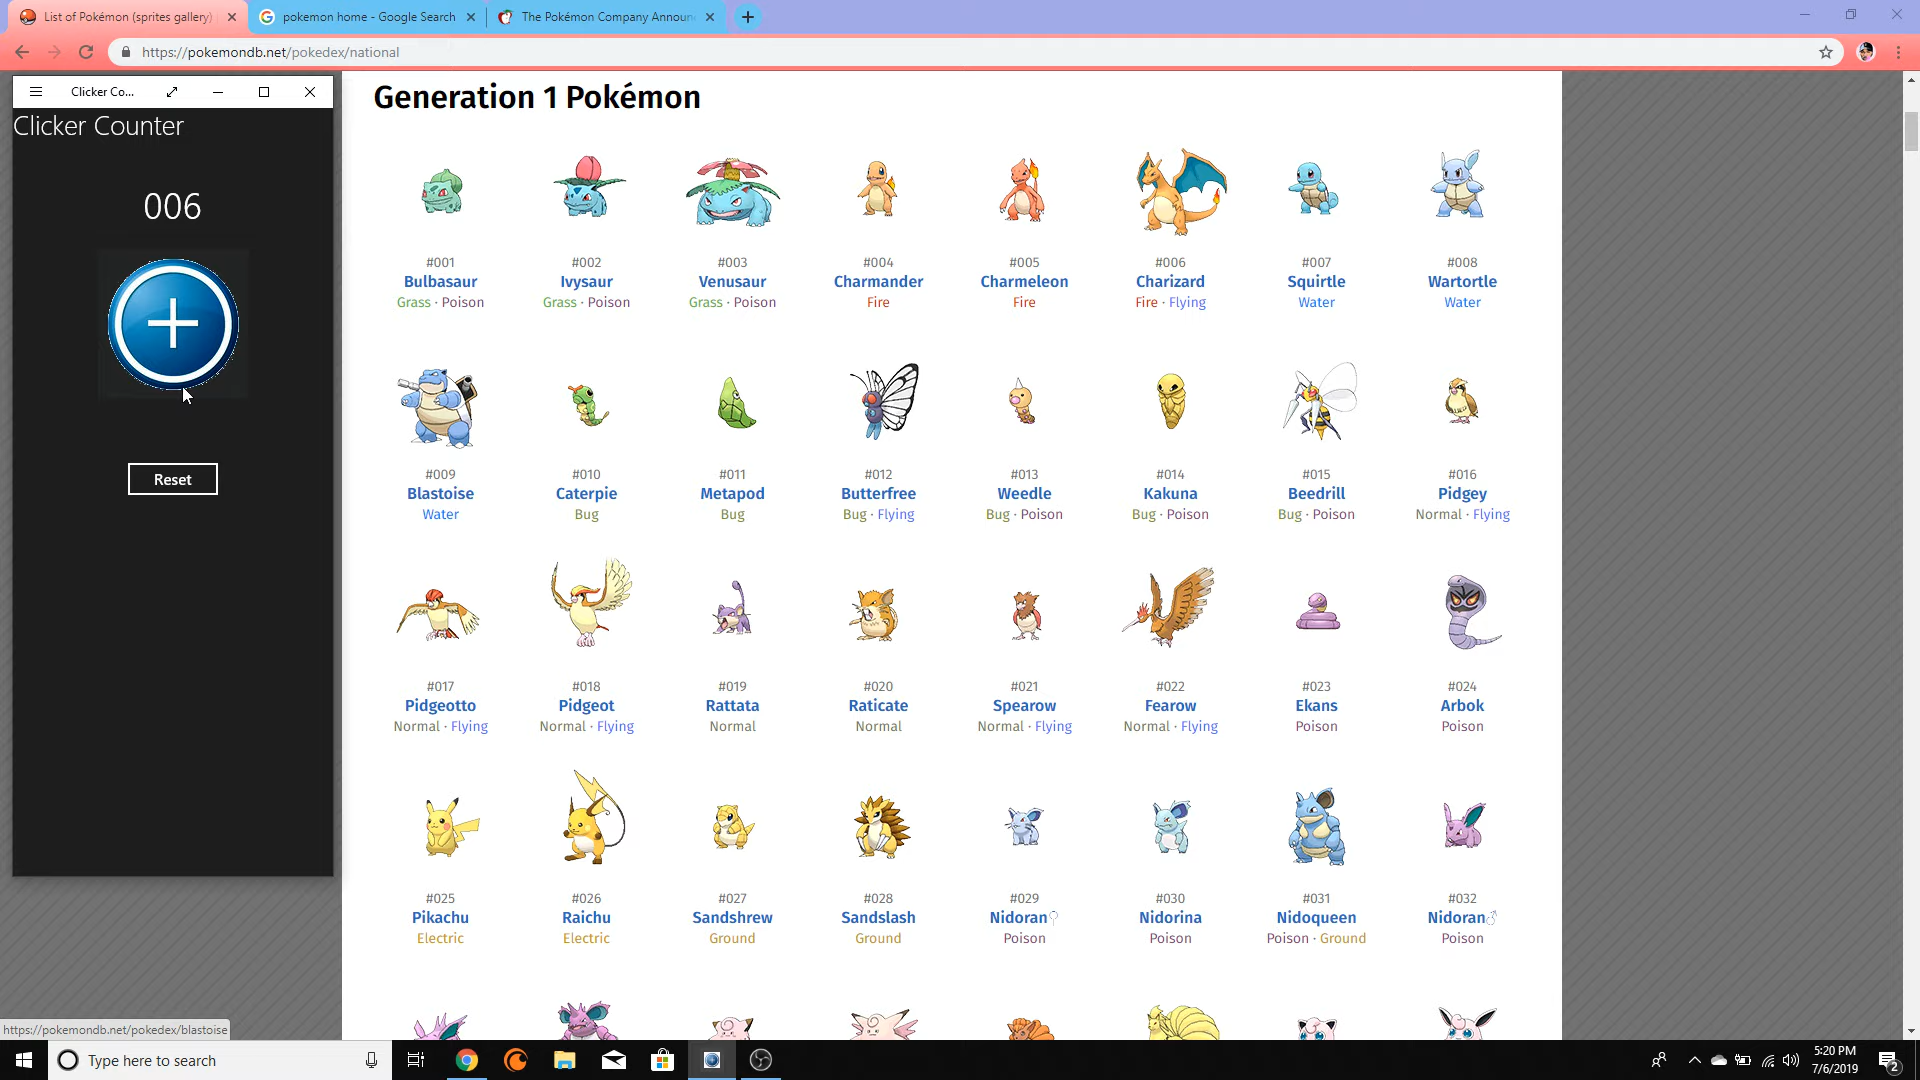 List of Pokémon (sprites gallery)
pokemon home - Google Search
The Pokémon Company Announ
https://pokemondb.net/pokedex/national
Clicker Co...
Clicker Counter
006
Reset
Generation 1 Pokémon
#001 #002 #003 #004 #005 #006 #007 #008
Bulbasaur Ivysaur Venusaur Charmander Charmeleon Charizard Squirtle Wartortle
Grass · Poison Grass · Poison Grass · Poison Fire Fire Fire · Flying Water Water
#009 #010 #011 #012 #013 #014 #015 #016
Blastoise Caterpie Metapod Butterfree Weedle Kakuna Beedrill Pidgey
Water Bug Bug Bug · Flying Bug · Poison Bug · Poison Bug · Poison Normal · Flying
#017 #018 #019 #020 #021 #022 #023 #024
Pidgeotto Pidgeot Rattata Raticate Spearow Fearow Ekans Arbok
Normal · Flying Normal · Flying Normal Normal Normal · Flying Normal · Flying Poison Poison
#025 #026 #027 #028 #029 #030 #031 #032
Pikachu Raichu Sandshrew Sandslash Nidoran♀ Nidorina Nidoqueen Nidoran♂
Electric Electric Ground Ground Poison Poison Poison · Ground Poison
https://pokemondb.net/pokedex/blastoise
Type here to search
5:20 PM
7/6/2019
2